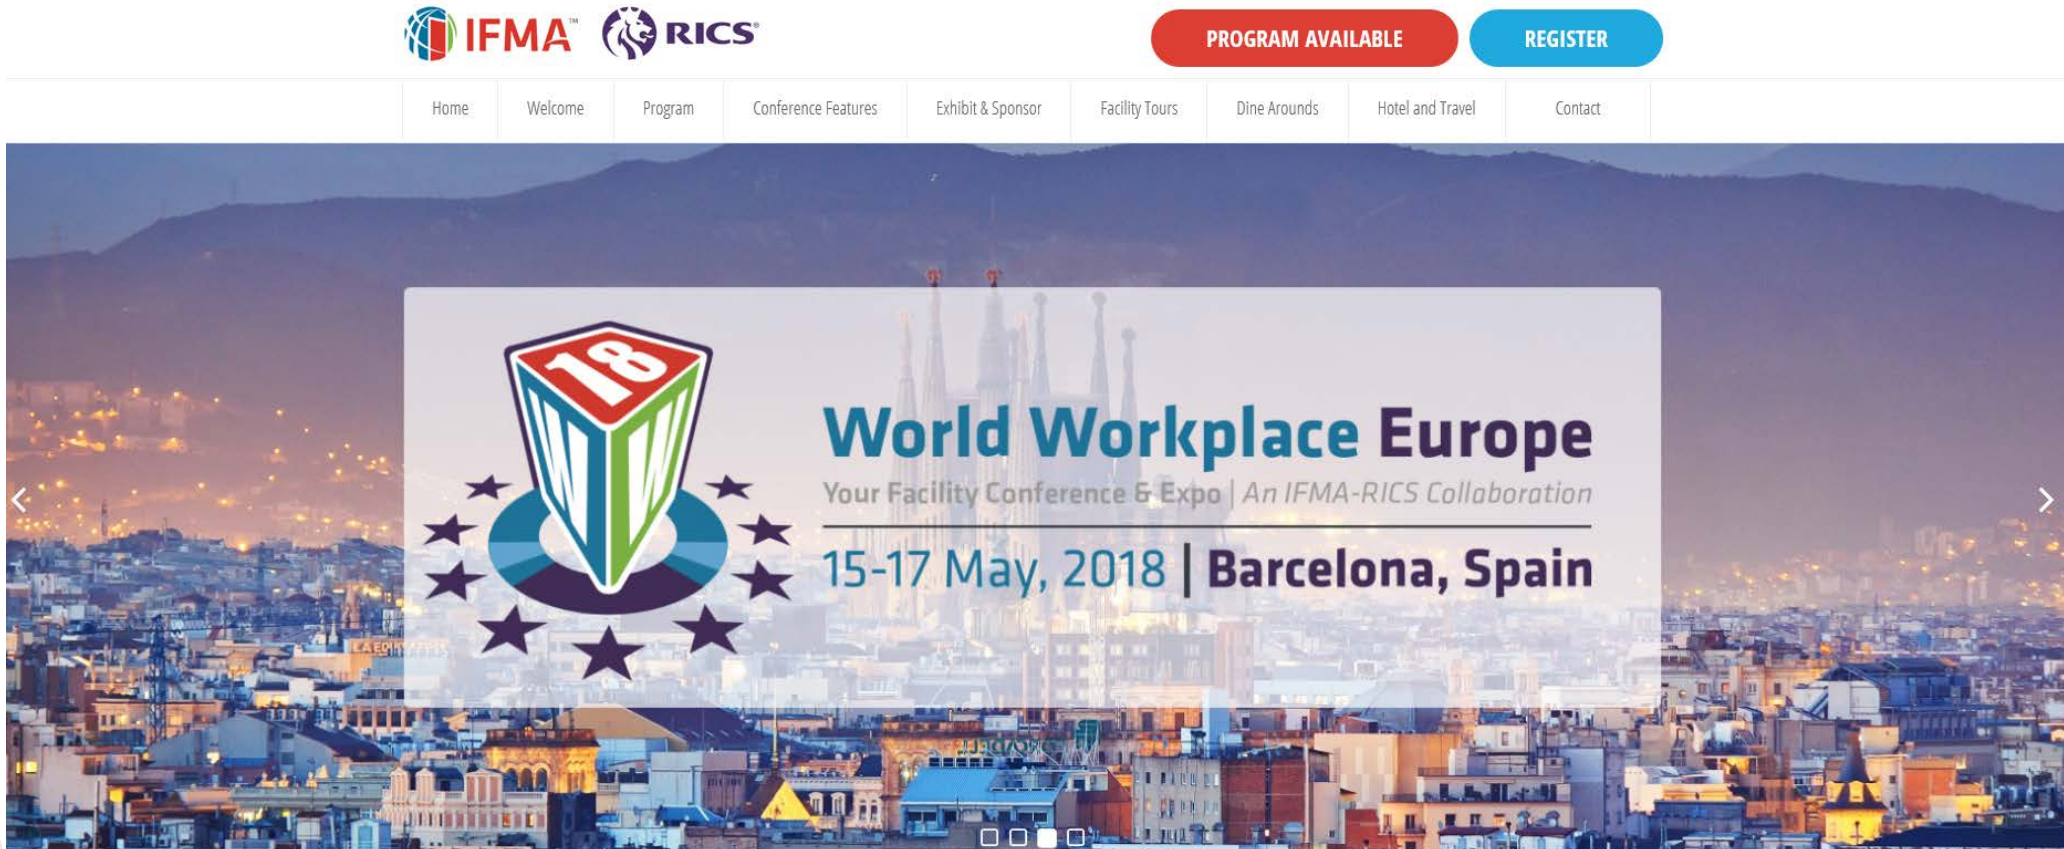 IFMA™ RICS®
PROGRAM AVAILABLE
REGISTER
Home Welcome Program Conference Features Exhibit & Sponsor Facility Tours Dine Arounds Hotel and Travel Contact
18
W W
World Workplace Europe
Your Facility Conference & Expo | An IFMA-RICS Collaboration
15-17 May, 2018 | Barcelona, Spain